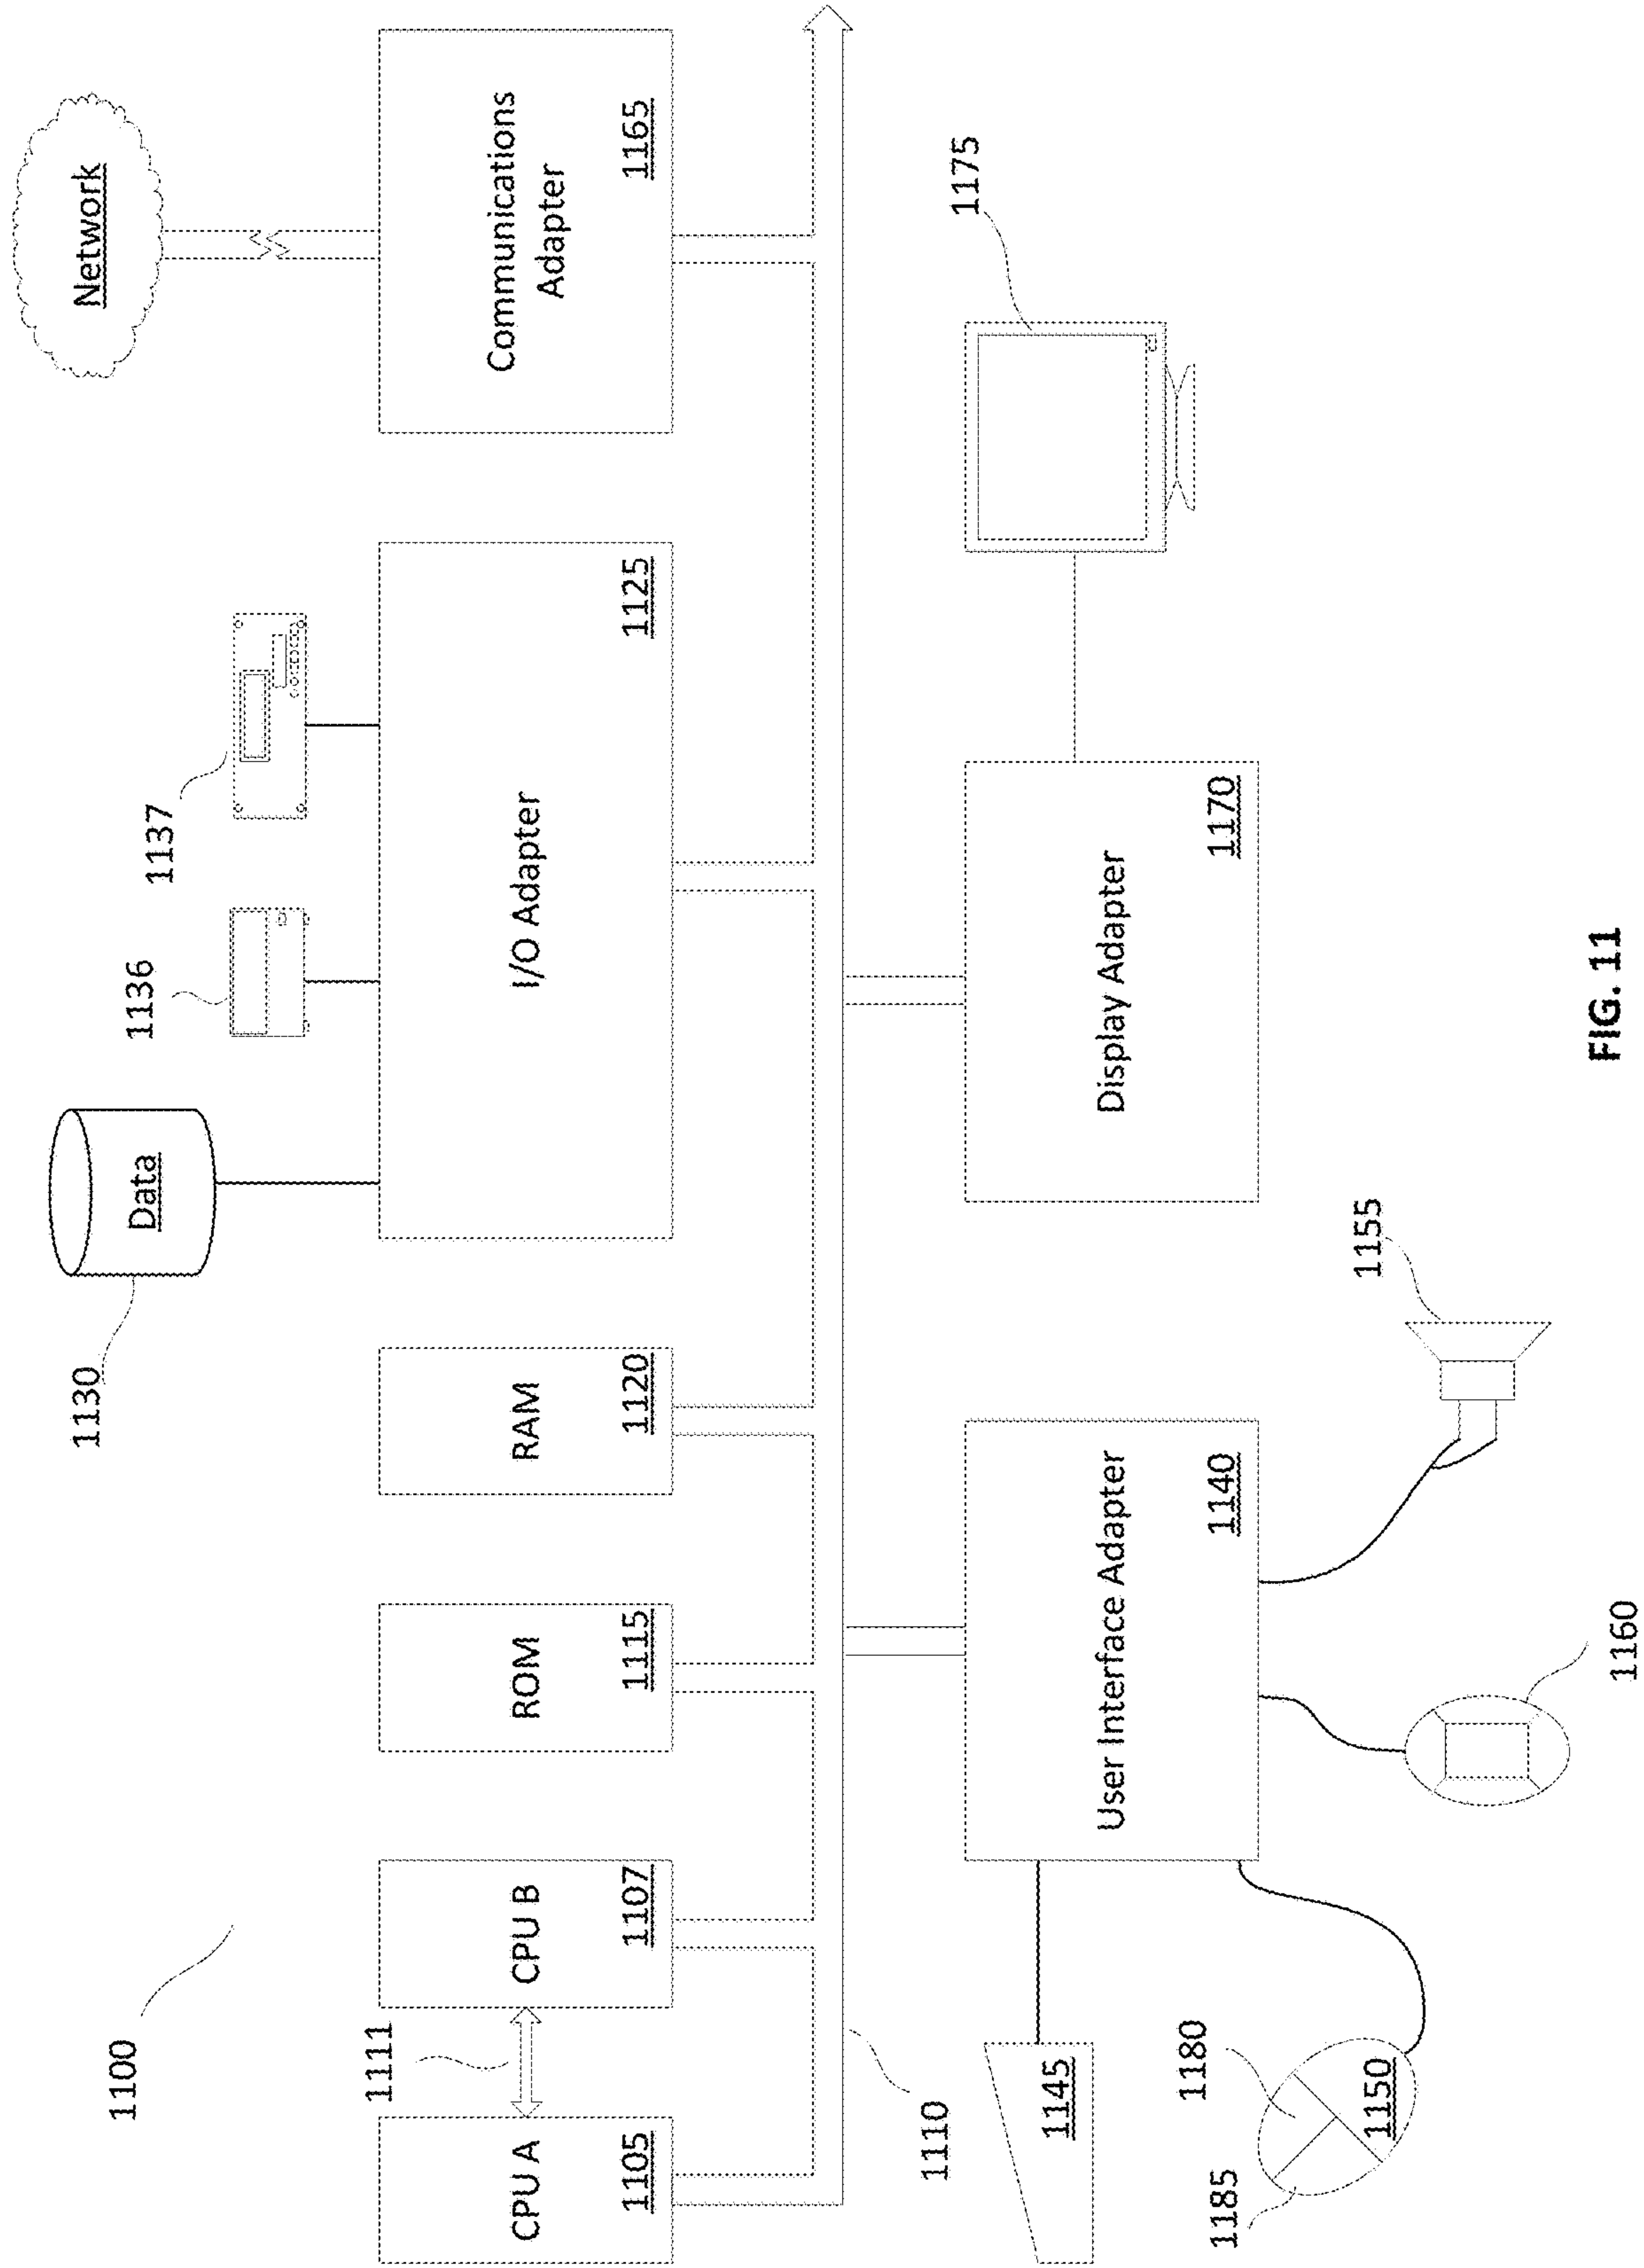 1100
1130
Data
1136
1137
Network
1111
CPU A
1105
CPU B
1107
ROM
1115
RAM
1120
I/O Adapter
1125
Communications
Adapter
1165
1110
1145
1180
1185
1150
User Interface Adapter
1140
1160
1155
Display Adapter
1170
1175
FIG. 11